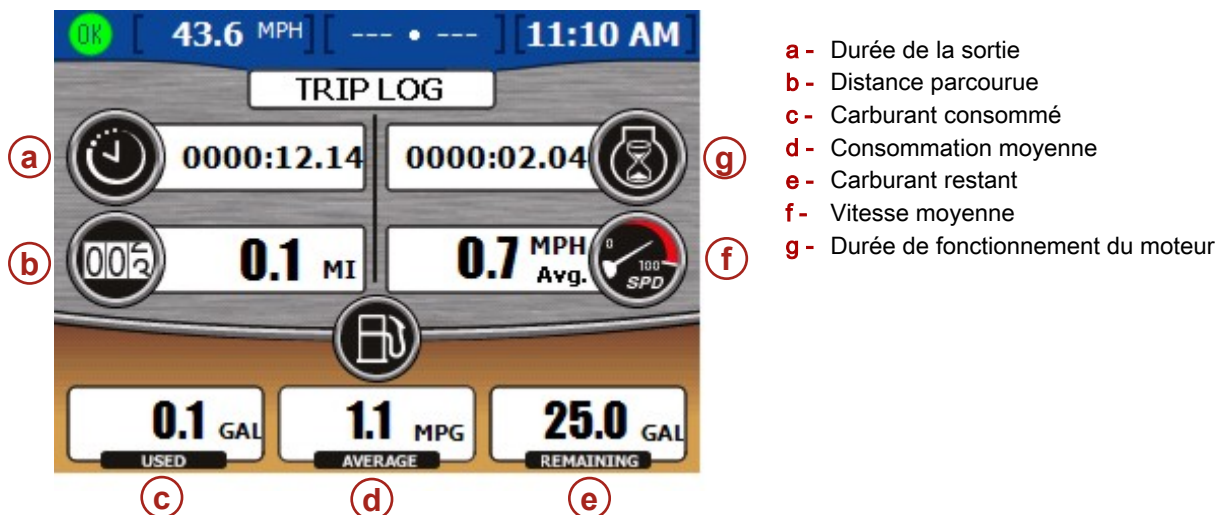 OK [ 43.6 MPH ] [ --- • --- ] [ 11:10 AM ]
TRIP LOG
a 0000:12.14 0000:02.04 g
b 003 0.1 MI 0.7 MPH Avg. 0 100 SPD f
0.1 GAL 1.1 MPG 25.0 GAL
USED AVERAGE REMAINING
c d e
a - Durée de la sortie
b - Distance parcourue
c - Carburant consommé
d - Consommation moyenne
e - Carburant restant
f - Vitesse moyenne
g - Durée de fonctionnement du moteur